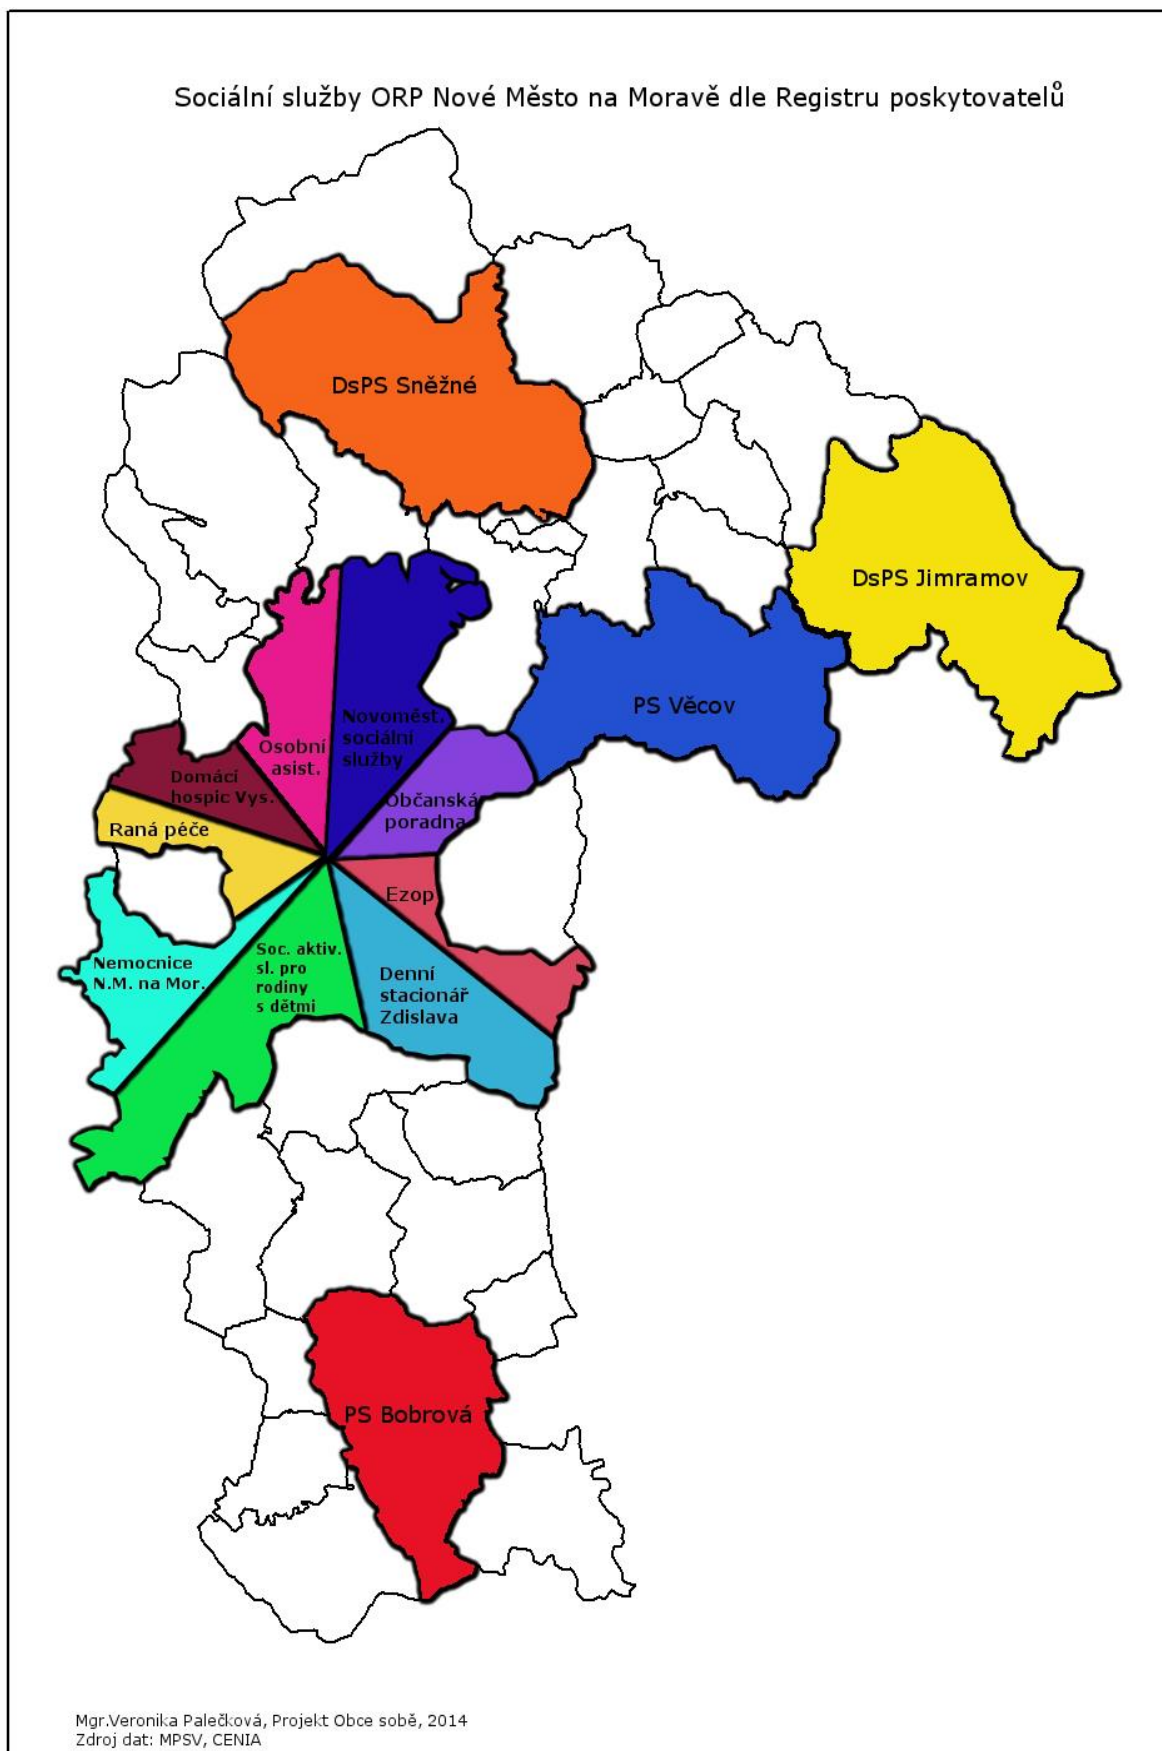 Sociální služby ORP Nové Město na Moravě dle Registru poskytovatelů
DsPS Sněžné
DsPS Jimramov
PS Věcov
Novoměst.
sociální
služby
Osobní
asist.
Domácí
hospic Vys.
Občanská
poradna
Raná péče
Ezop
Nemocnice
N.M. na Mor.
Soc. aktiv.
sl. pro
rodiny
s dětmi
Denní
stacionář
Zdislava
PS Bobrová
Mgr.Veronika Palečková, Projekt Obce sobě, 2014
Zdroj dat: MPSV, CENIA